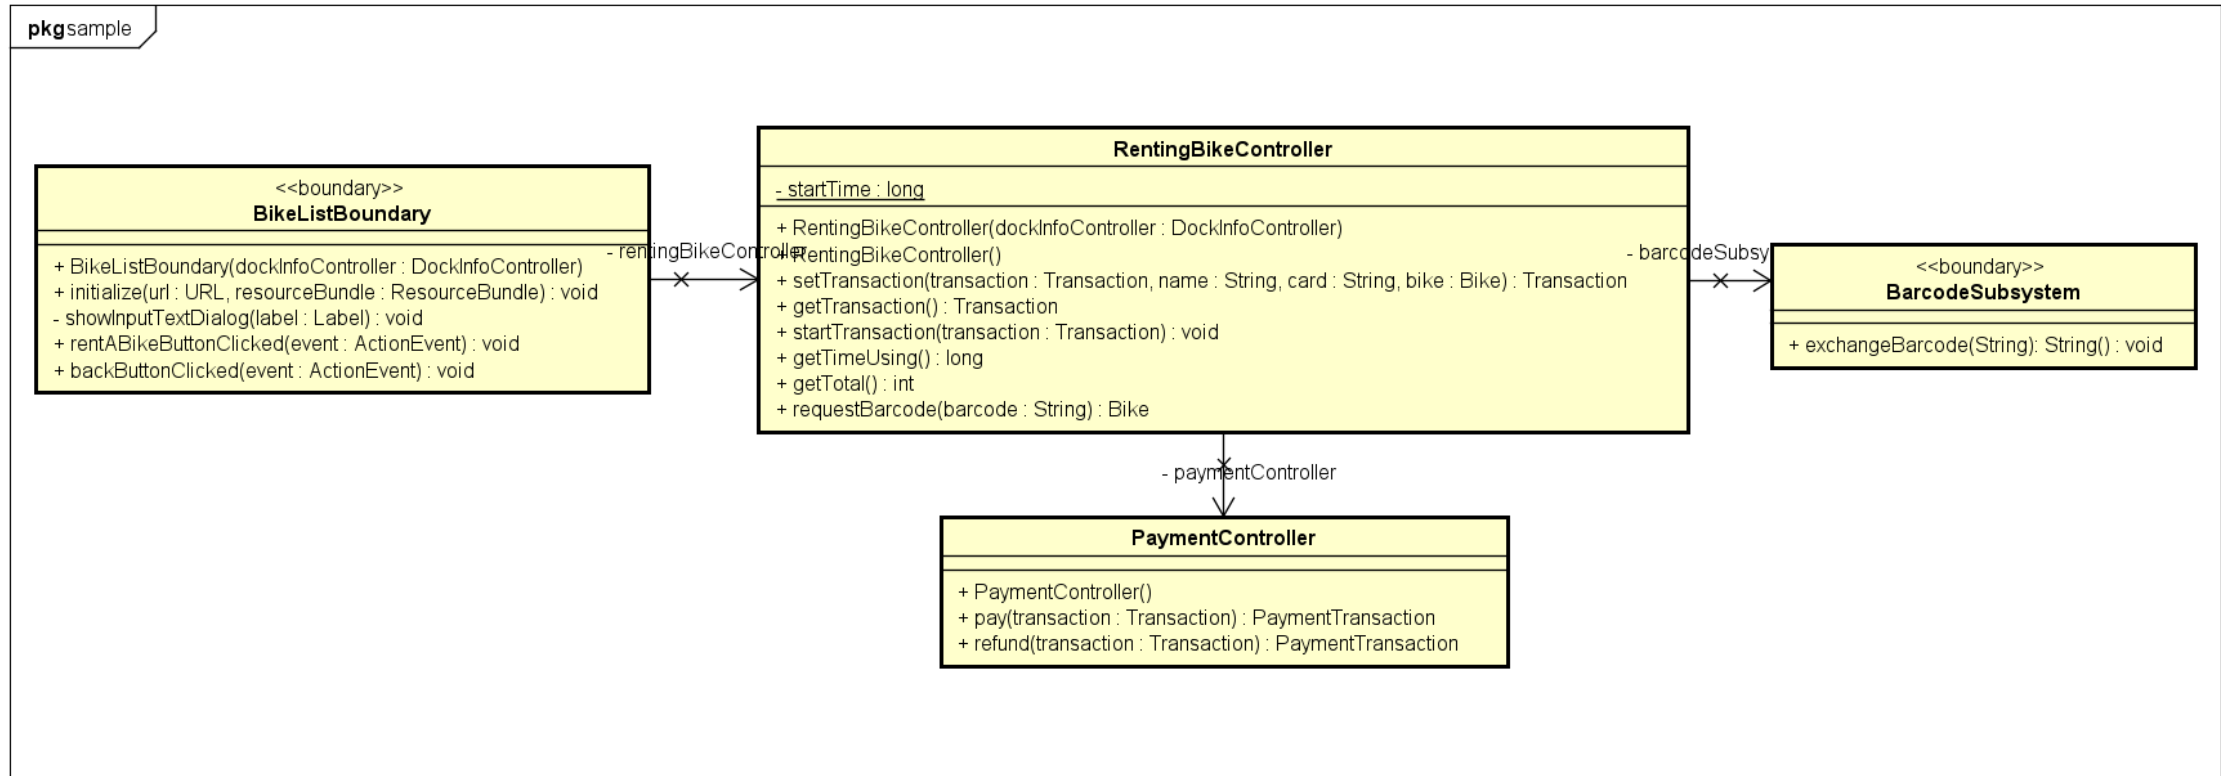 pkg sample
<<boundary>>
BikeListBoundary
+ BikeListBoundary(dockInfoController : DockInfoController)
+ initialize(url : URL, resourceBundle : ResourceBundle) : void
- showInputTextDialog(label : Label) : void
+ rentABikeButtonClicked(event : ActionEvent) : void
+ backButtonClicked(event : ActionEvent) : void
- rentingBikeController
RentingBikeController
- startTime : long
+ RentingBikeController(dockInfoController : DockInfoController)
+ RentingBikeController()
+ setTransaction(transaction : Transaction, name : String, card : String, bike : Bike) : Transaction
+ getTransaction() : Transaction
+ startTransaction(transaction : Transaction) : void
+ getTimeUsing() : long
+ getTotal() : int
+ requestBarcode(barcode : String) : Bike
- barcodeSubsy
<<boundary>>
BarcodeSubsystem
+ exchangeBarcode(String): String() : void
- paymentController
PaymentController
+ PaymentController()
+ pay(transaction : Transaction) : PaymentTransaction
+ refund(transaction : Transaction) : PaymentTransaction